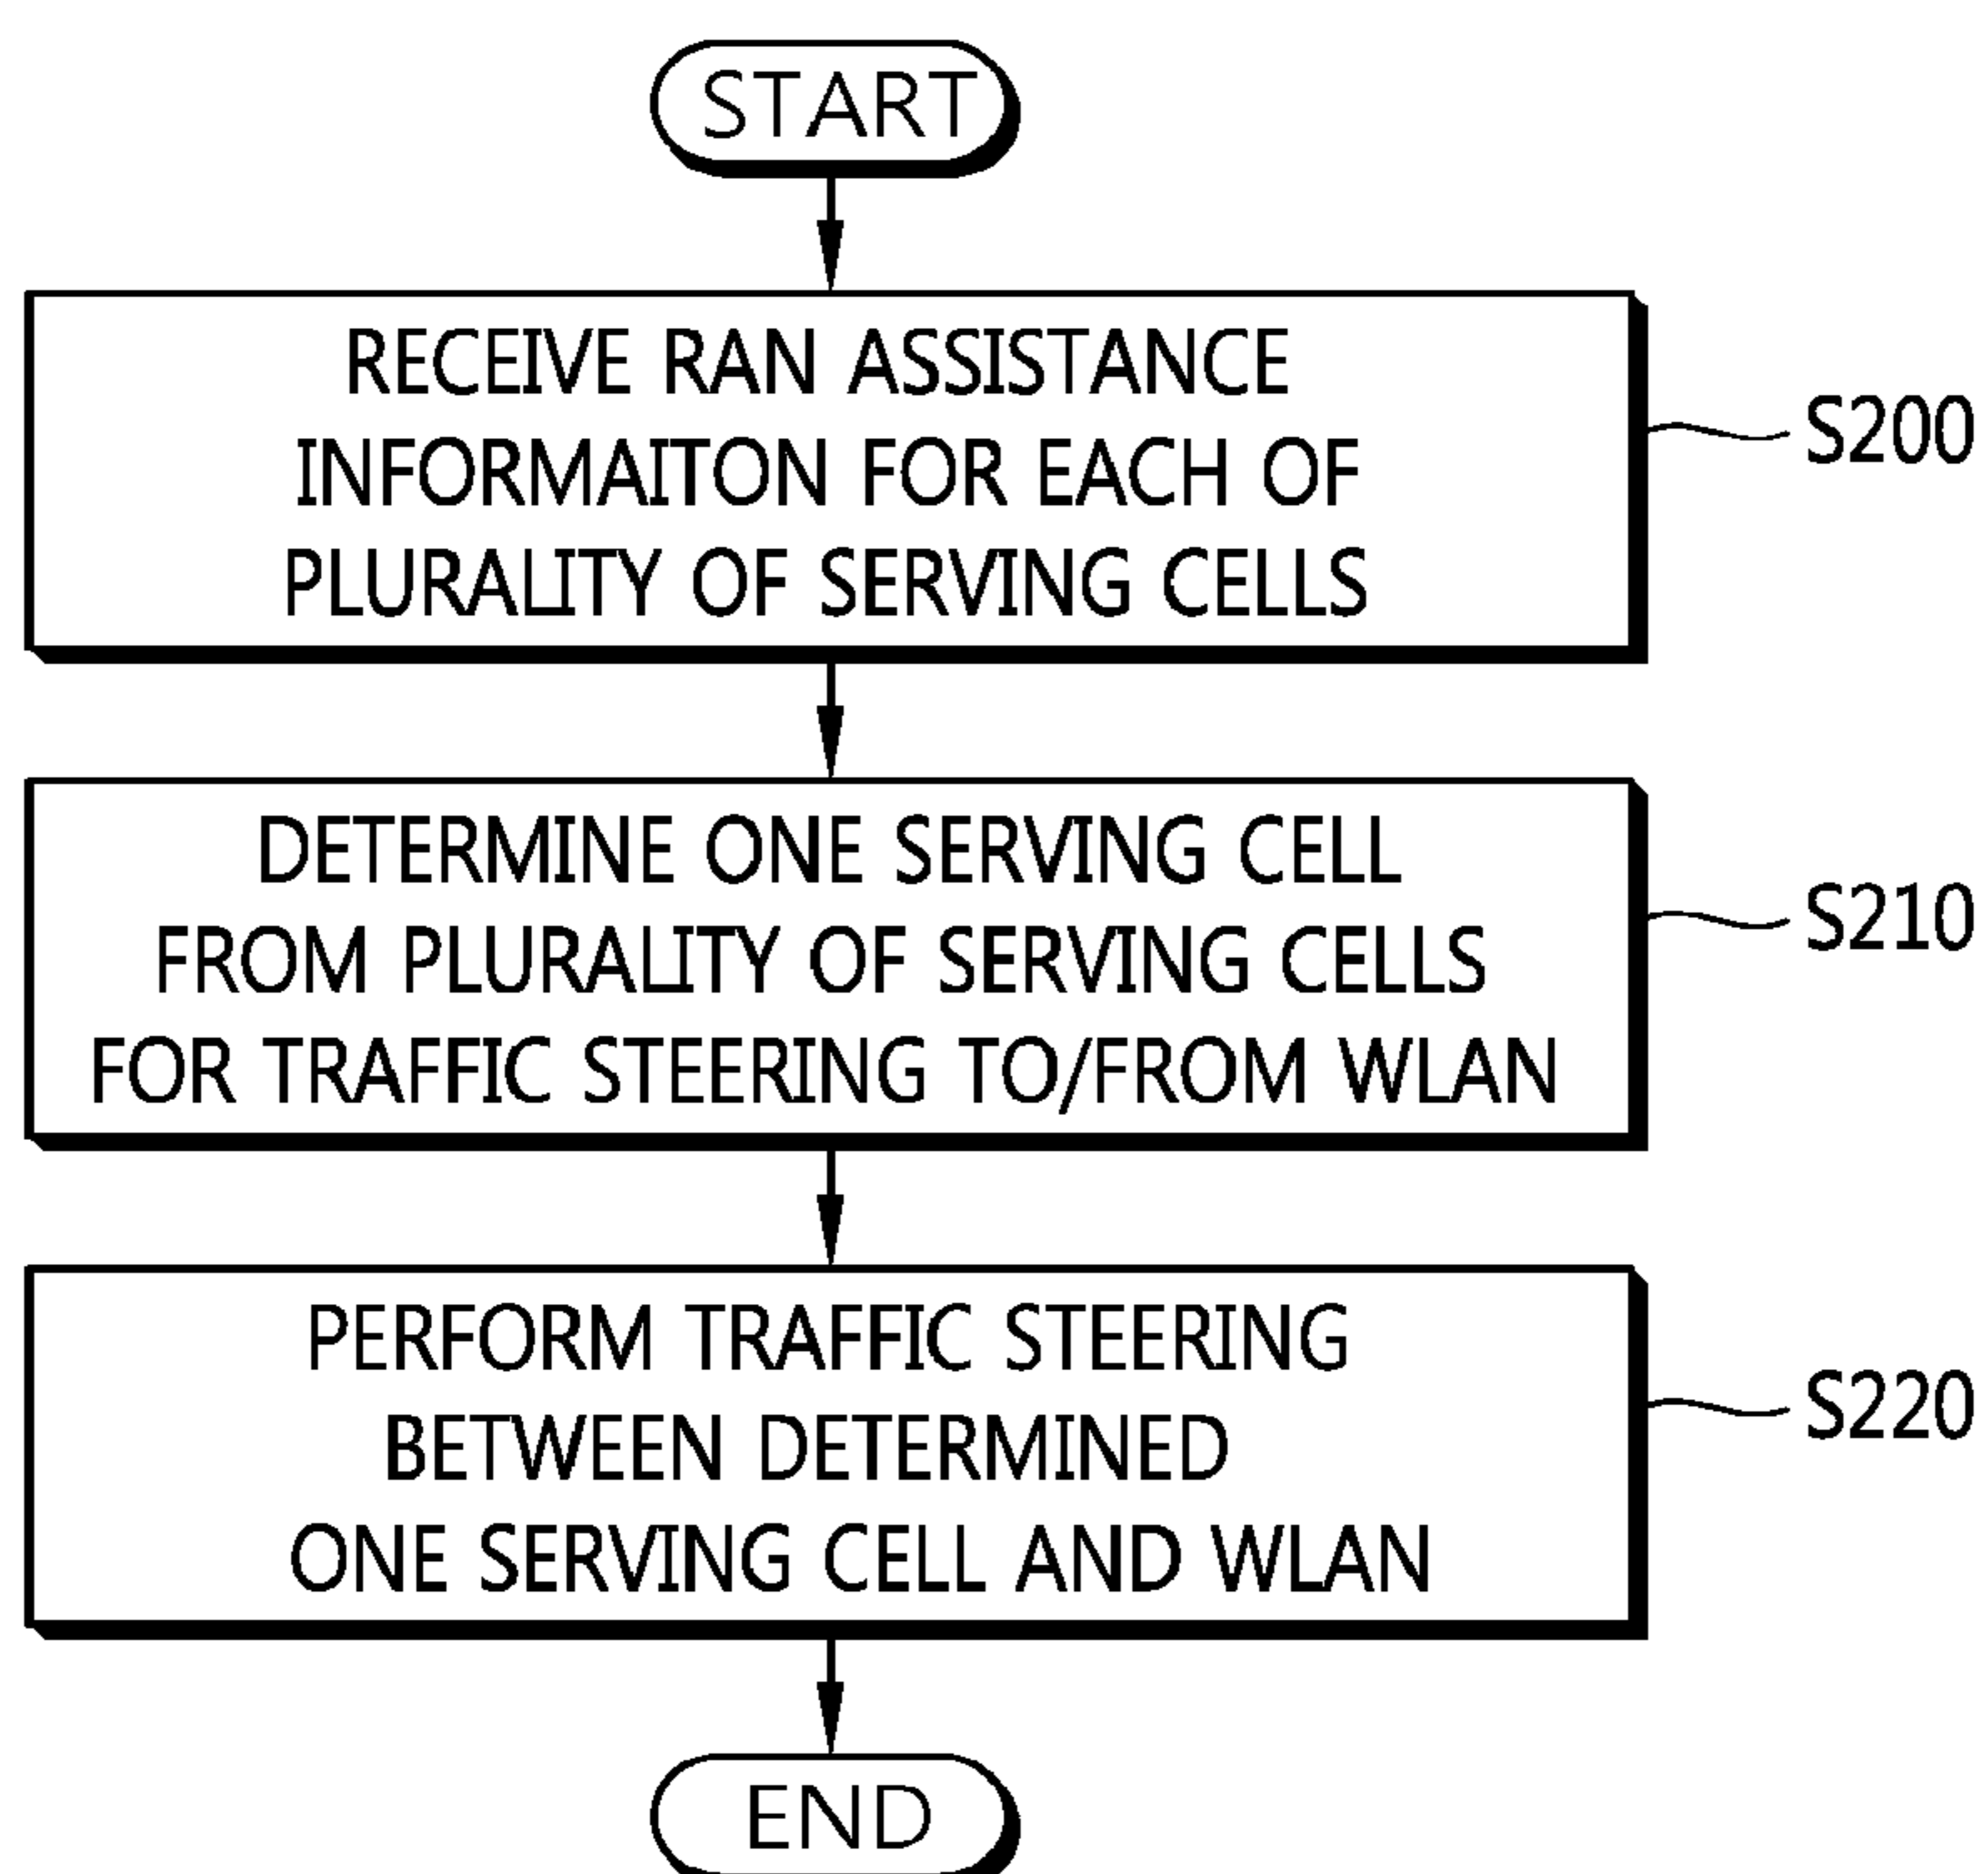 START
RECEIVE RAN ASSISTANCE
INFORMAITON FOR EACH OF
PLURALITY OF SERVING CELLS
S200
DETERMINE ONE SERVING CELL
FROM PLURALITY OF SERVING CELLS
FOR TRAFFIC STEERING TO/FROM WLAN
S210
PERFORM TRAFFIC STEERING
BETWEEN DETERMINED
ONE SERVING CELL AND WLAN
S220
END